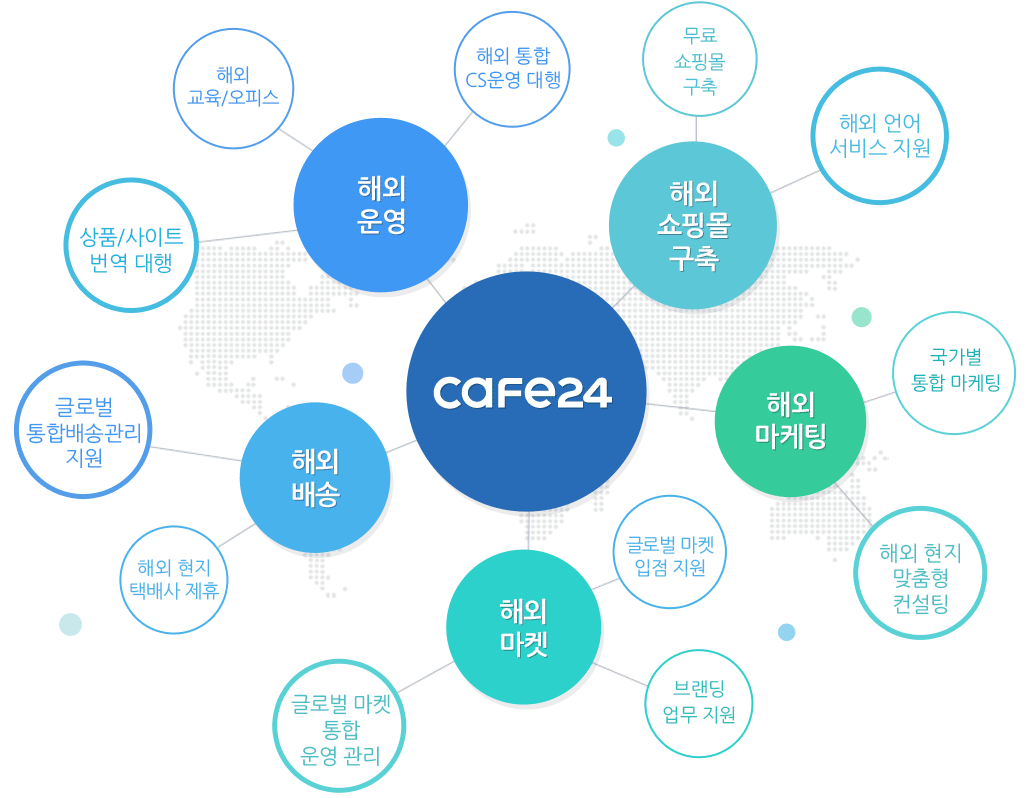 해외
교육/오피스
해외 통합
CS운영 대행
무료
쇼핑몰
구축
해외 언어
서비스 지원
상품/사이트
번역 대행
해외
운영
해외
쇼핑몰
구축
cafe24
국가별
통합 마케팅
해외
마케팅
글로벌
통합배송관리
지원
해외
배송
해외 현지
택배사 제휴
글로벌 마켓
입점 지원
해외 현지
맞춤형
컨설팅
해외
마켓
글로벌 마켓
통합
운영 관리
브랜딩
업무 지원